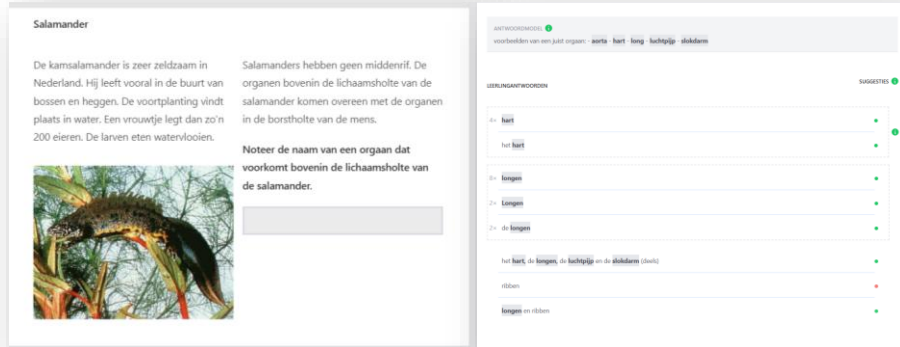 Salamander
De kamsalamander is zeer zeldzaam in
Nederland. Hij leeft vooral in de buurt van
bossen en heggen. De voortplanting vindt
plaats in water. Een vrouwtje legt dan zo'n
200 eieren. De larven eten watervlooien.
Salamanders hebben geen middenrif. De
organen bovenin de lichaamsholte van de
salamander komen overeen met de organen
in de borstholte van de mens.
Noteer de naam van een orgaan dat
voorkomt bovenin de lichaamsholte van
de salamander.
ANTWOORDMODEL
voorbeelden van een juist orgaan: - aorta - hart - long - luchtpijp - slokdarm
LEERLINGANTWOORDEN
SUGGESTIES
4× hart
het hart
longen
2× Longen
2× de longen
het hart, de longen, de luchtpijp en de slokdarm (deels)
ribben
longen en ribben